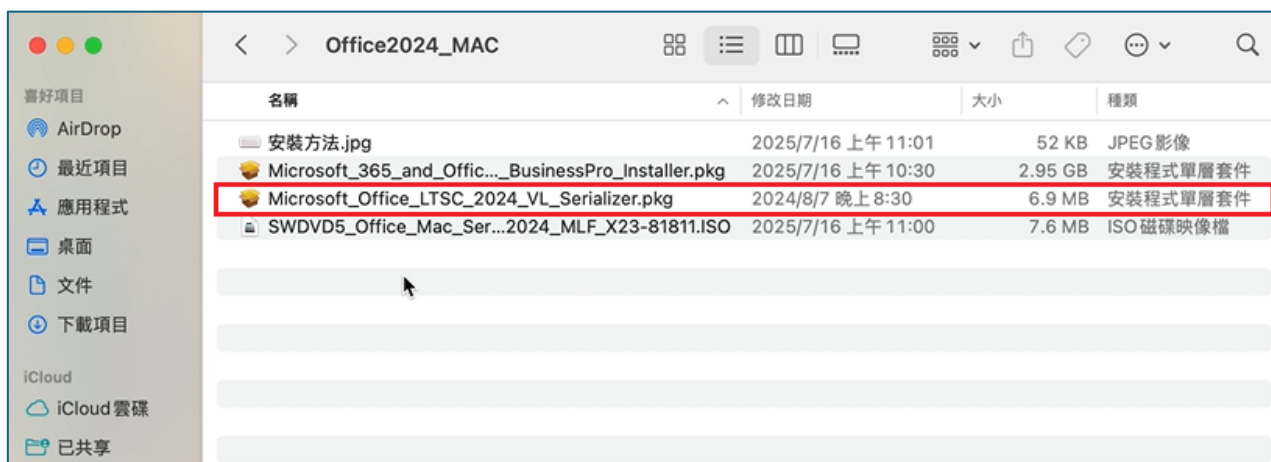 Office2024_MAC
喜好項目
AirDrop
最近項目
應用程式
桌面
文件
下載項目
iCloud
iCloud雲碟
已共享
名稱 修改日期 大小 種類
安裝方法.jpg 2025/7/16 上午11:01 52 KB JPEG影像
Microsoft_365_and_Offic..._BusinessPro_Installer.pkg 2025/7/16 上午10:30 2.95 GB 安裝程式單層套件
Microsoft_Office_LTSC_2024_VL_Serializer.pkg 2024/8/7 晚上8:30 6.9 MB 安裝程式單層套件
SWDVD5_Office_Mac_Ser...2024_MLF_X23-81811.ISO 2025/7/16 上午11:00 7.6 MB ISO磁碟映像檔